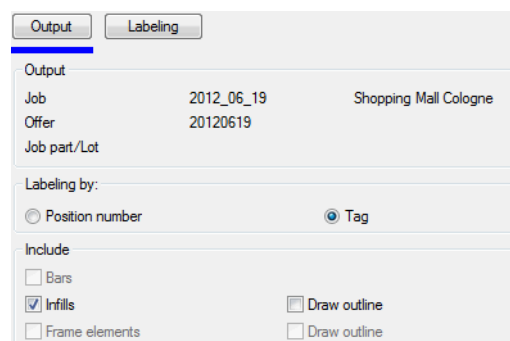 Output Labeling
Output
Job 2012_06_19 Shopping Mall Cologne
Offer 20120619
Job part/Lot
Labeling by:
Position number Tag
Include
Bars
Infills Draw outline
Frame elements Draw outline